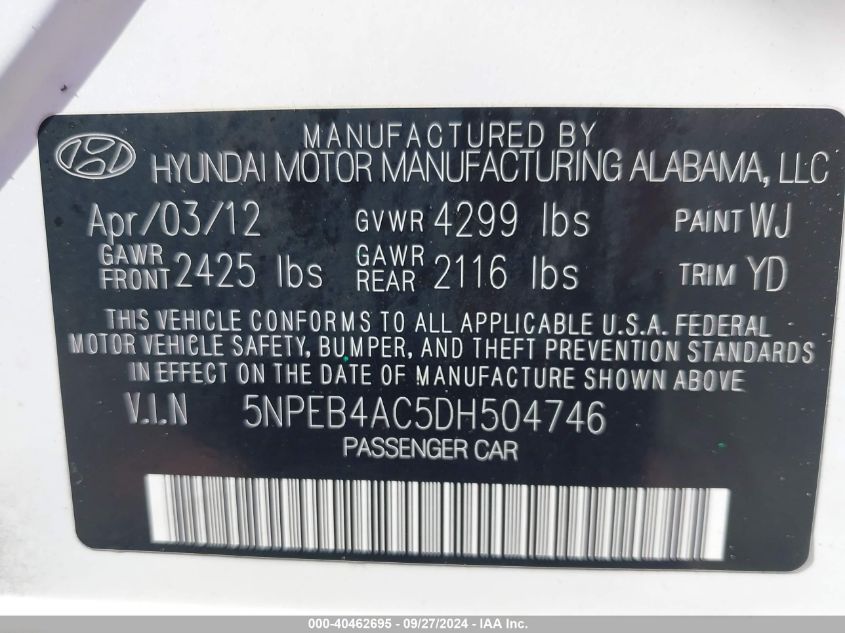 MANUFACTURED BY
HYUNDAI MOTOR MANUFACTURING ALABAMA, LLC
Apr/03/12 GVWR 4299 lbs PAINT WJ
GAWR FRONT 2425 lbs GAWR REAR 2116 lbs TRIM YD
THIS VEHICLE CONFORMS TO ALL APPLICABLE U.S.A. FEDERAL
MOTOR VEHICLE SAFETY, BUMPER, AND THEFT PREVENTION STANDARDS
IN EFFECT ON THE DATE OF MANUFACTURE SHOWN ABOVE
V.I.N 5NPEB4AC5DH504746
PASSENGER CAR
000-40462695 - 09/27/2024 - IAA Inc.